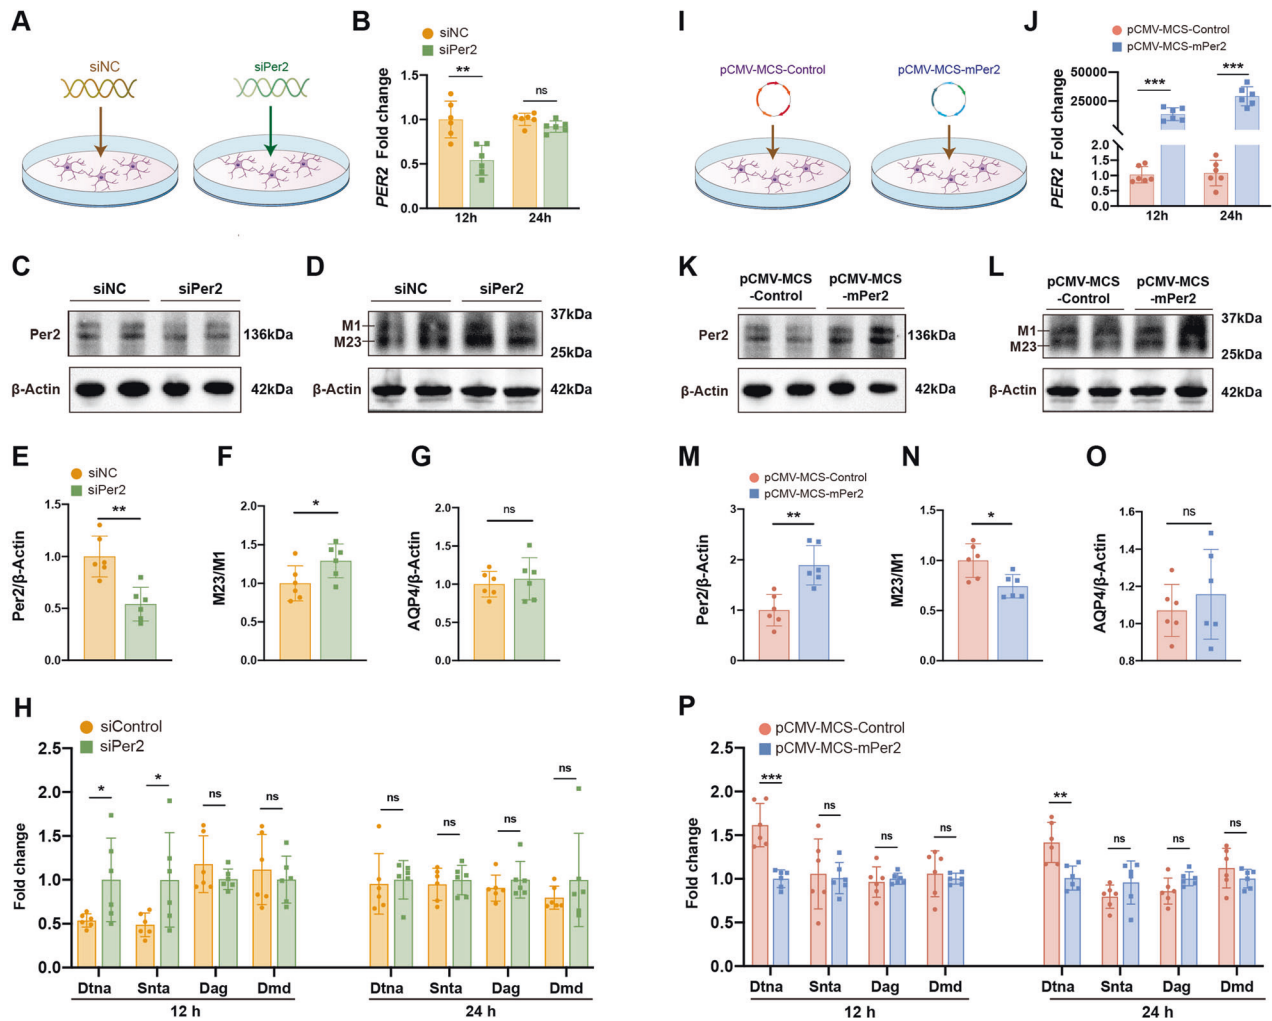 A
siNC
siPer2
B
siNC
siPer2
PER2 Fold change
1.5
1.0
0.5
0.0
**
ns
12h
24h
C
siNC
siPer2
Per2
136kDa
β-Actin
42kDa
D
siNC
siPer2
M1
M23
37kDa
25kDa
β-Actin
42kDa
E
siNC
siPer2
Per2/β-Actin
1.5
1.0
0.5
0.0
**
F
M23/M1
2.0
1.5
1.0
0.5
0.0
*
G
AQP4/β-Actin
2.0
1.5
1.0
0.5
0.0
ns
H
siControl
siPer2
Fold change
2.5
2.0
1.5
1.0
0.5
0.0
*
*
ns
ns
ns
ns
ns
ns
Dtna Snta Dag Dmd Dtna Snta Dag Dmd
12 h 24 h
I
pCMV-MCS-Control
pCMV-MCS-mPer2
J
pCMV-MCS-Control
pCMV-MCS-mPer2
PER2 Fold change
50000
25000
2.0
1.5
1.0
0.5
0.0
***
***
12h
24h
K
pCMV-MCS
-Control
pCMV-MCS
-mPer2
Per2
136kDa
β-Actin
42kDa
L
pCMV-MCS
-Control
pCMV-MCS
-mPer2
M1
M23
37kDa
25kDa
β-Actin
42kDa
M
pCMV-MCS-Control
pCMV-MCS-mPer2
Per2/β-Actin
3
2
1
0
**
N
M23/M1
1.5
1.0
0.5
0.0
*
O
AQP4/β-Actin
1.6
1.4
1.2
1.0
0.8
ns
P
pCMV-MCS-Control
pCMV-MCS-mPer2
Fold change
2.5
2.0
1.5
1.0
0.5
0.0
***
ns
ns
ns
**
ns
ns
ns
Dtna Snta Dag Dmd Dtna Snta Dag Dmd
12 h 24 h